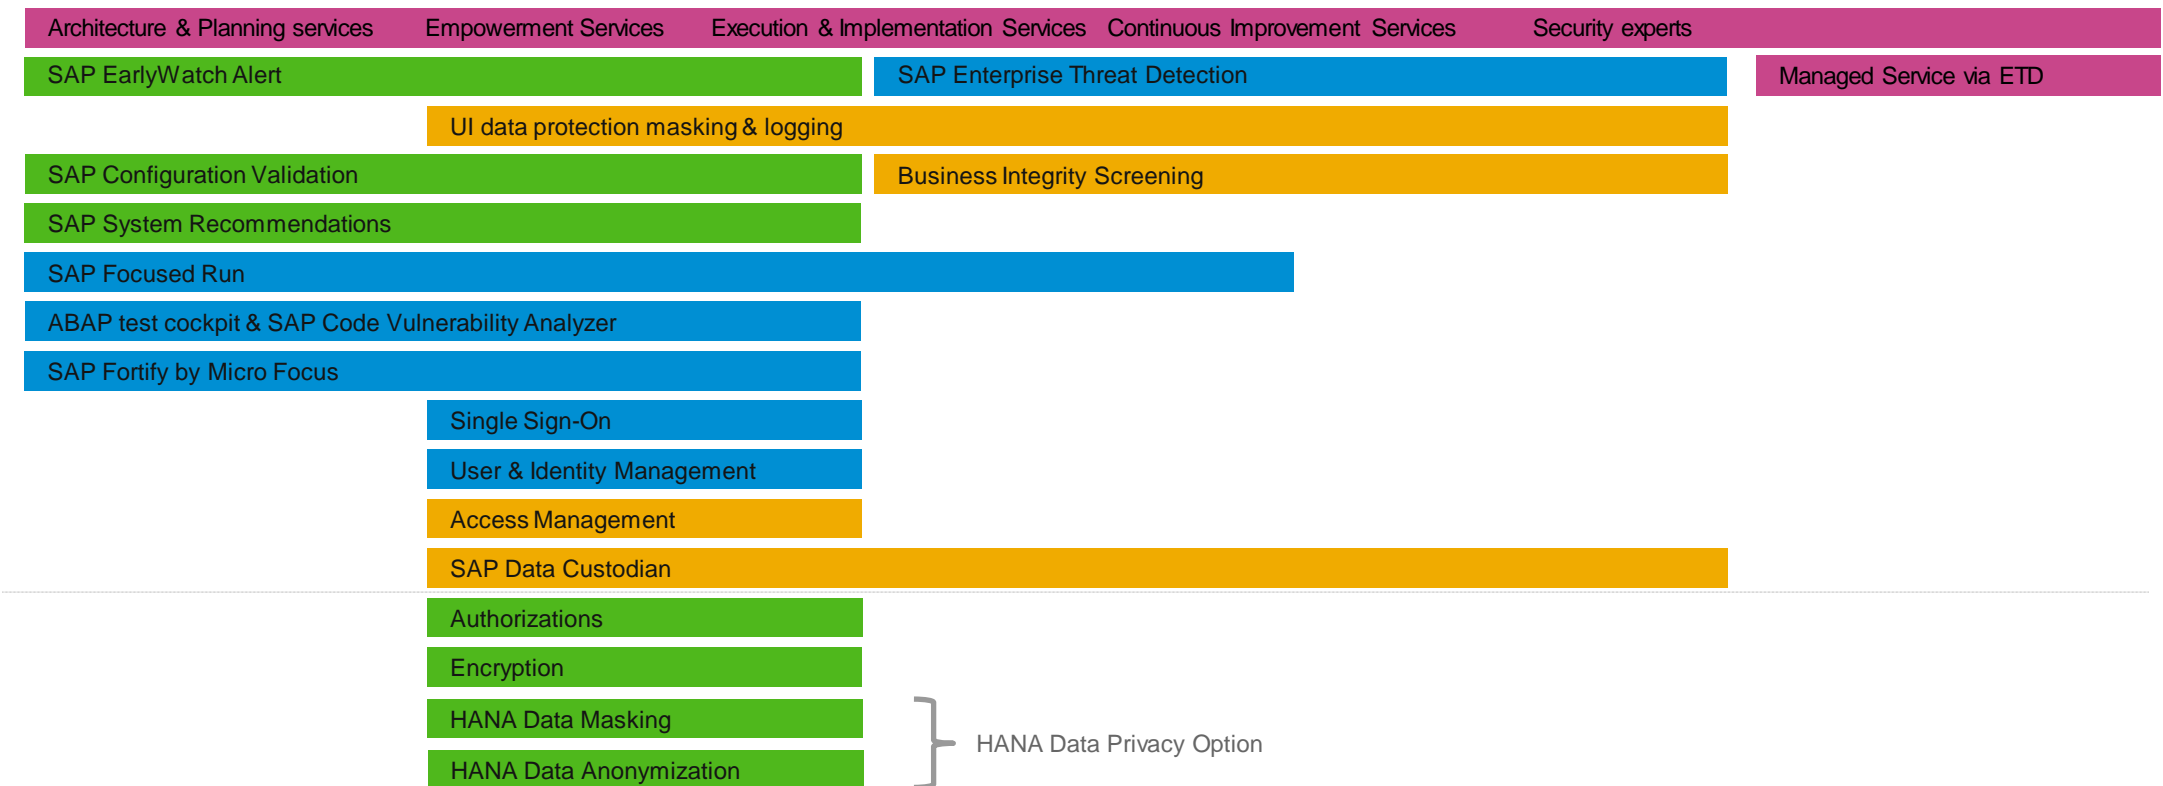 Architecture & Planning services Empowerment Services Execution & Implementation Services Continuous Improvement Services Security experts
SAP EarlyWatch Alert SAP Enterprise Threat Detection Managed Service via ETD
UI data protection masking & logging
SAP Configuration Validation Business Integrity Screening
SAP System Recommendations
SAP Focused Run
ABAP test cockpit & SAP Code Vulnerability Analyzer
SAP Fortify by Micro Focus
Single Sign-On
User & Identity Management
Access Management
SAP Data Custodian
Authorizations
Encryption
HANA Data Masking
HANA Data Privacy Option
HANA Data Anonymization